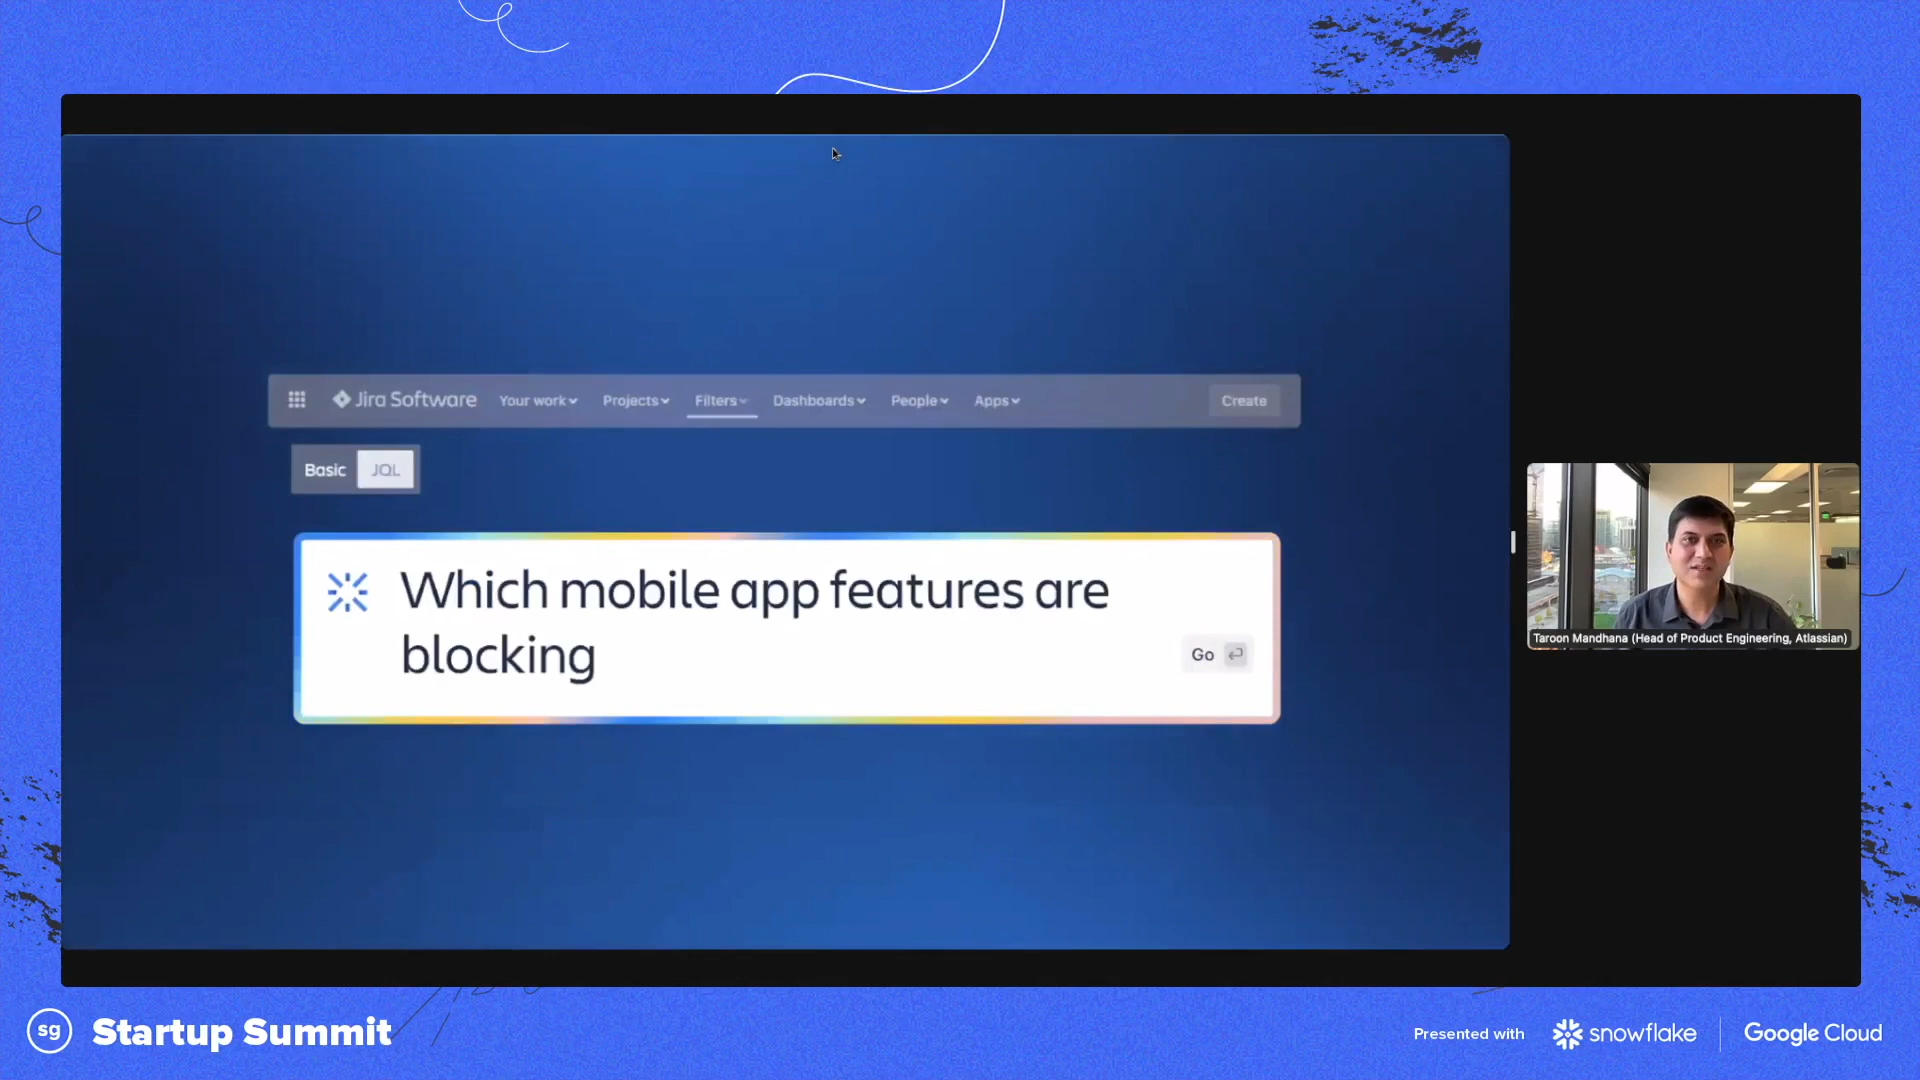 Jira Software Your work Projects Filters Dashboards People Apps Create
Basic JQL
Which mobile app features are
blocking
Go
Taroon Mandhana (Head of Product Engineering, Atlassian)
sg Startup Summit
Presented with snowflake Google Cloud